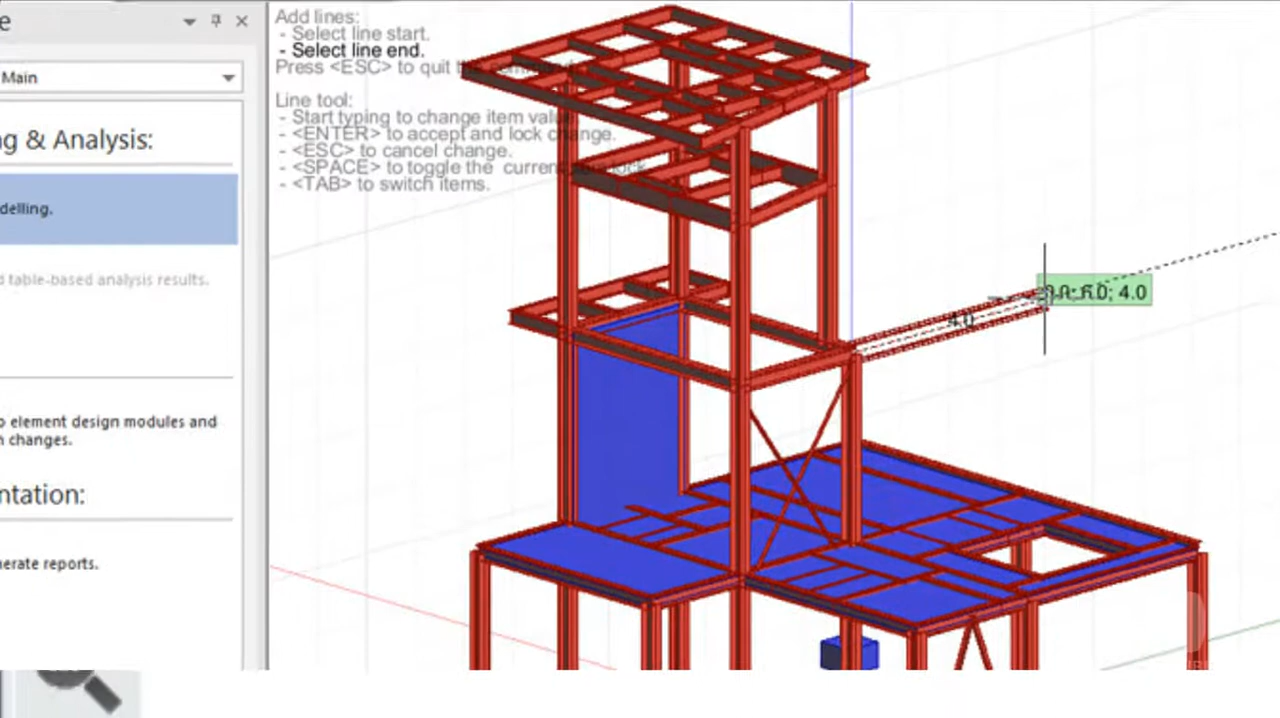 e
Main
g & Analysis:
delling.
d table-based analysis results.
o element design modules and
n changes.
ntation:
nerate reports.
Add lines:
- Select line start.
- Select line end.
Press <ESC> to quit
Line tool:
- Start typing to change item value.
- <ENTER> to accept and lock change.
- <ESC> to cancel change.
- <SPACE> to toggle the current
- <TAB> to switch items.
4.0
4.0